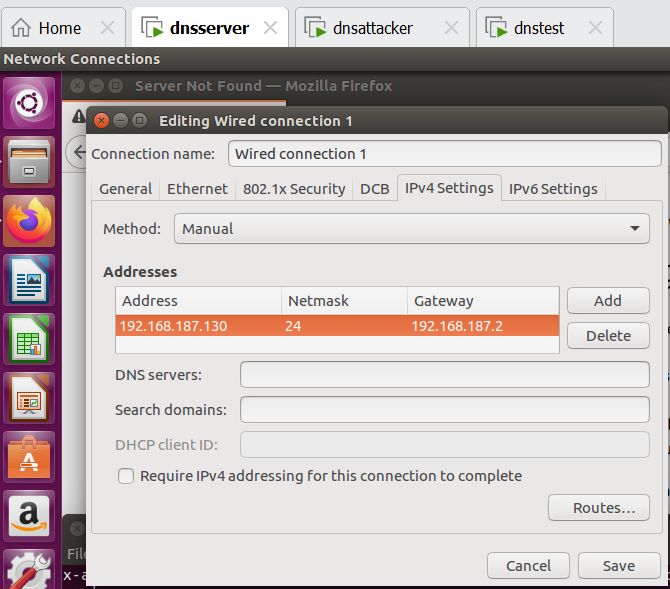 Home dnsserver dnsattacker dnstest
Network Connections
Server Not Found — Mozilla Firefox
Editing Wired connection 1
Connection name: Wired connection 1
General Ethernet 802.1x Security DCB IPv4 Settings IPv6 Settings
Method: Manual
Addresses
Address Netmask Gateway
192.168.187.130 24 192.168.187.2
Add
Delete
DNS servers:
Search domains:
DHCP client ID:
Require IPv4 addressing for this connection to complete
Routes...
File
Cancel Save